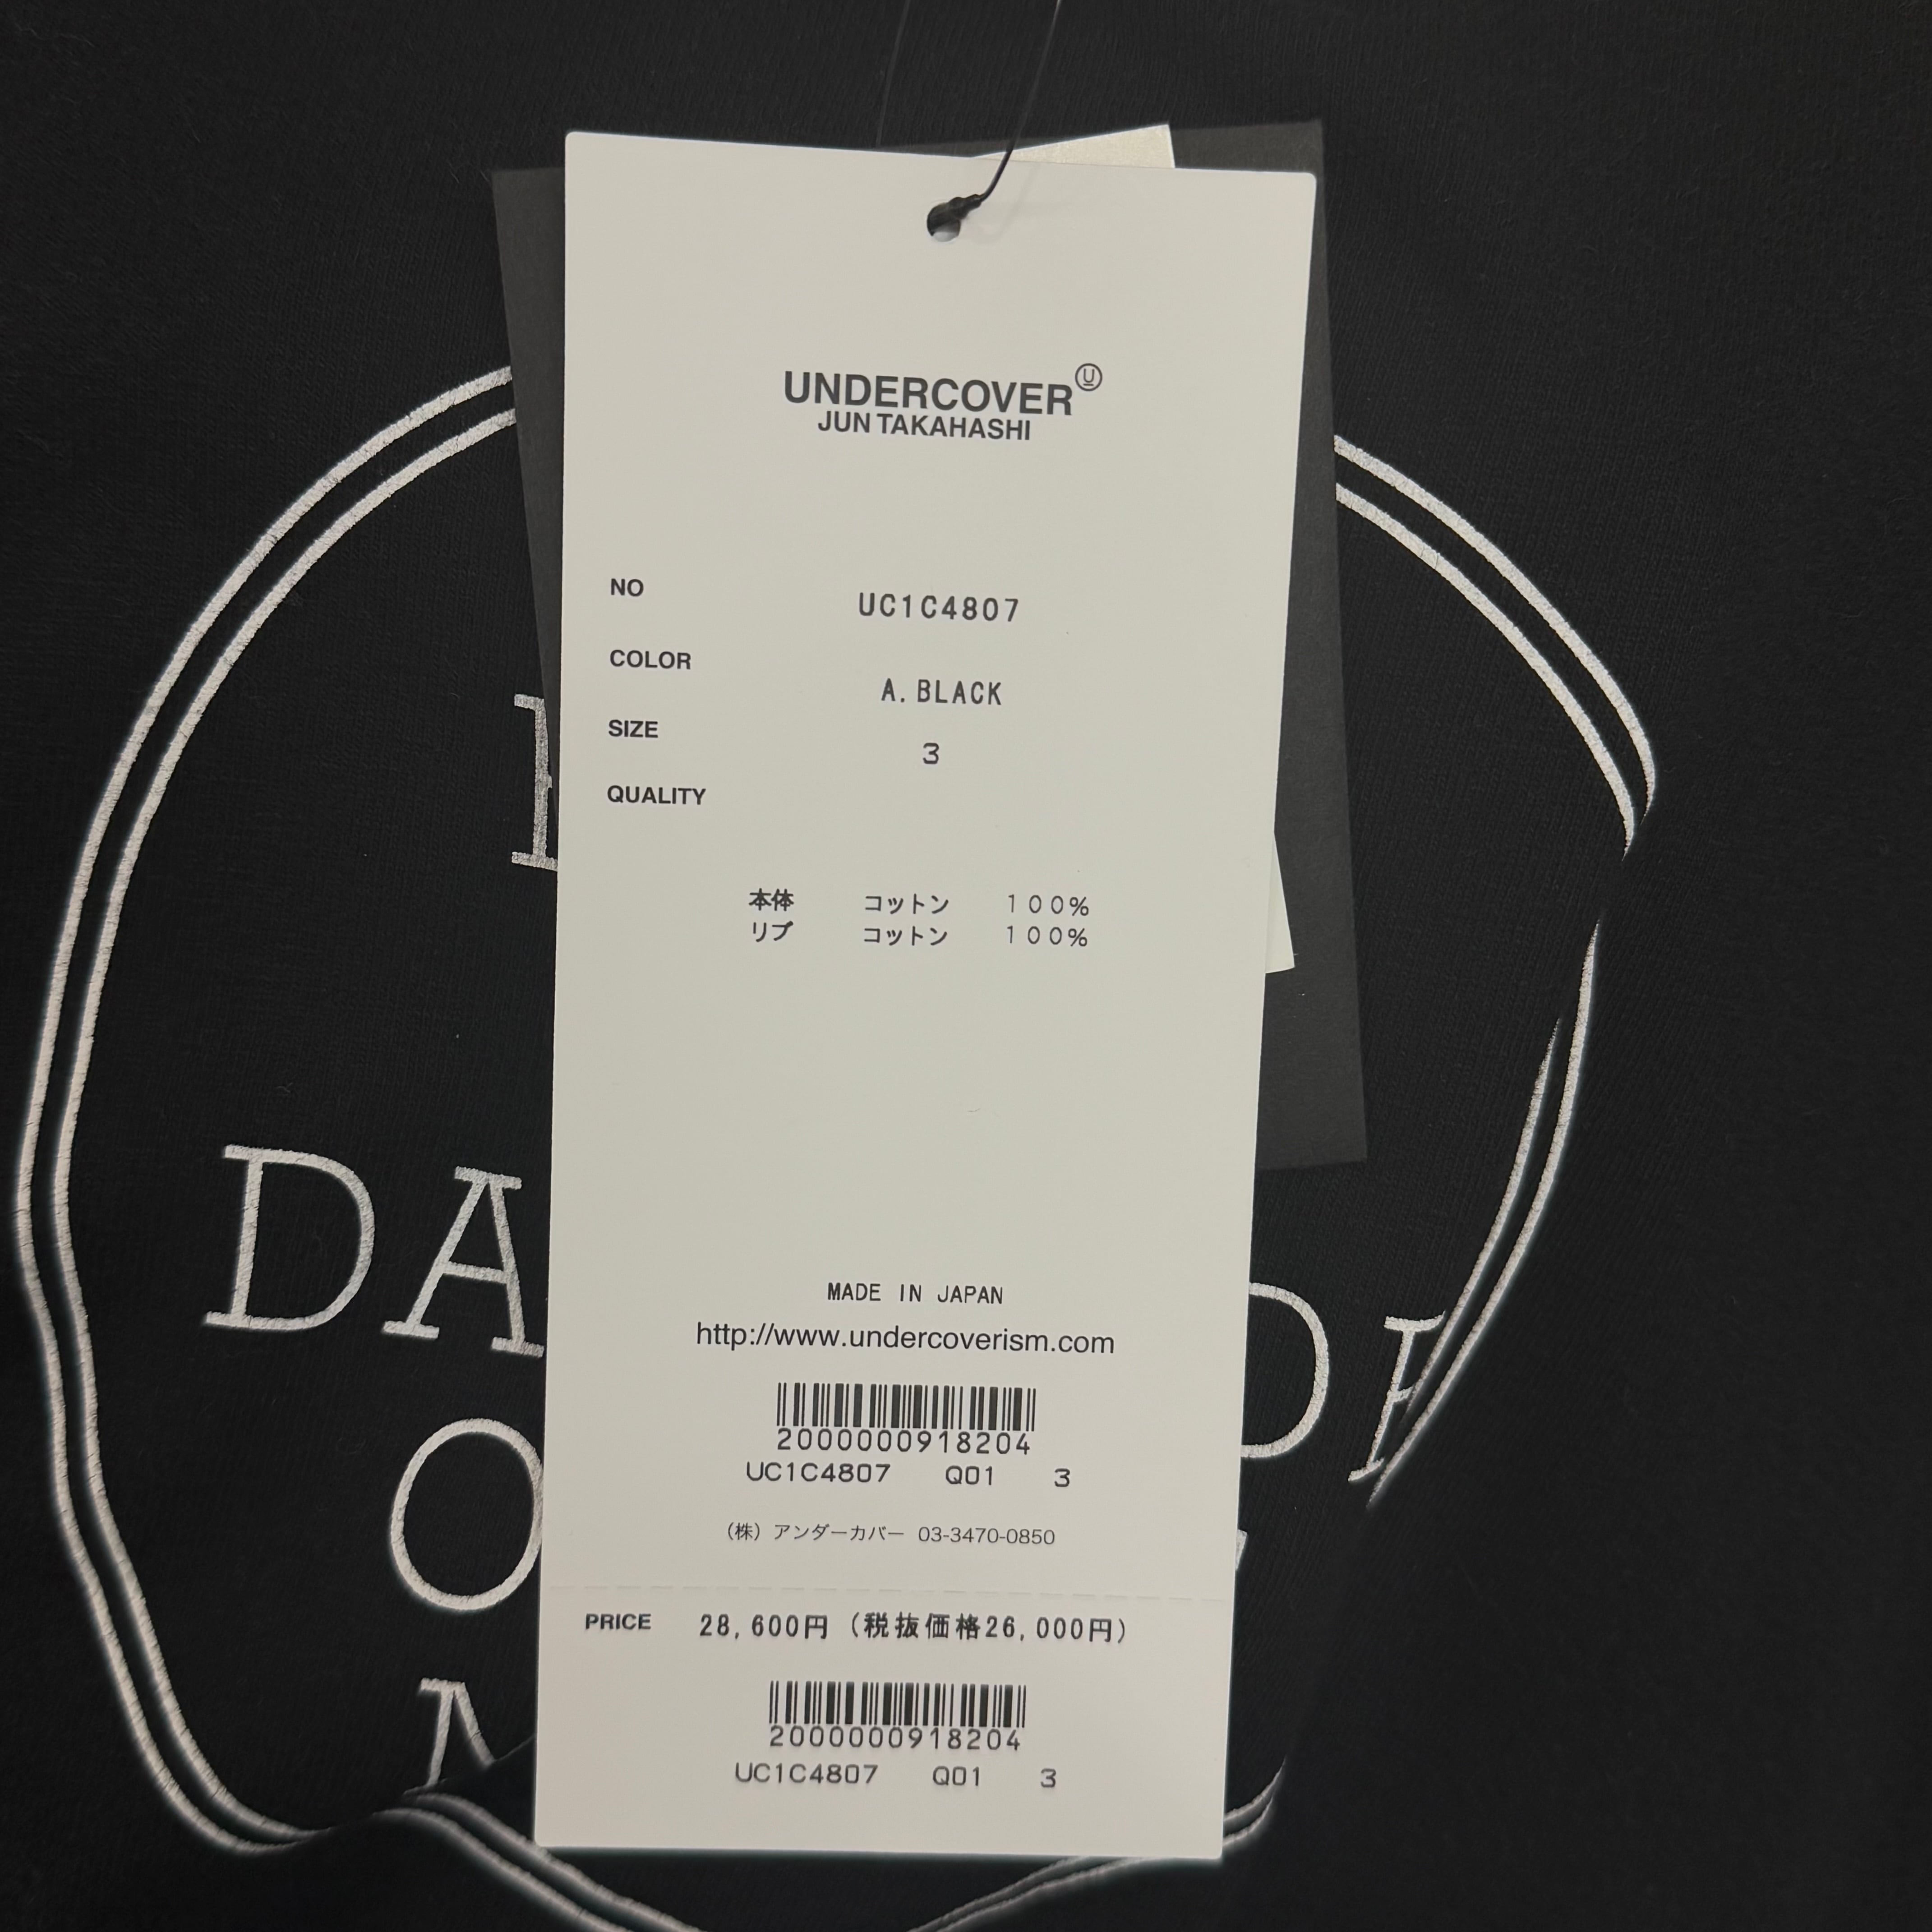 UNDERCOVER Ⓤ
JUN TAKAHASHI
NO UC1C4807
COLOR A. BLACK
SIZE 3
QUALITY
本体 コットン 100%
リブ コットン 100%
MADE IN JAPAN
http://www.undercoverism.com
2000000918204
UC1C4807 Q01 3
(株) アンダーカバー 03-3470-0850
PRICE 28,600円 (税抜価格26,000円)
2000000918204
UC1C4807 Q01 3